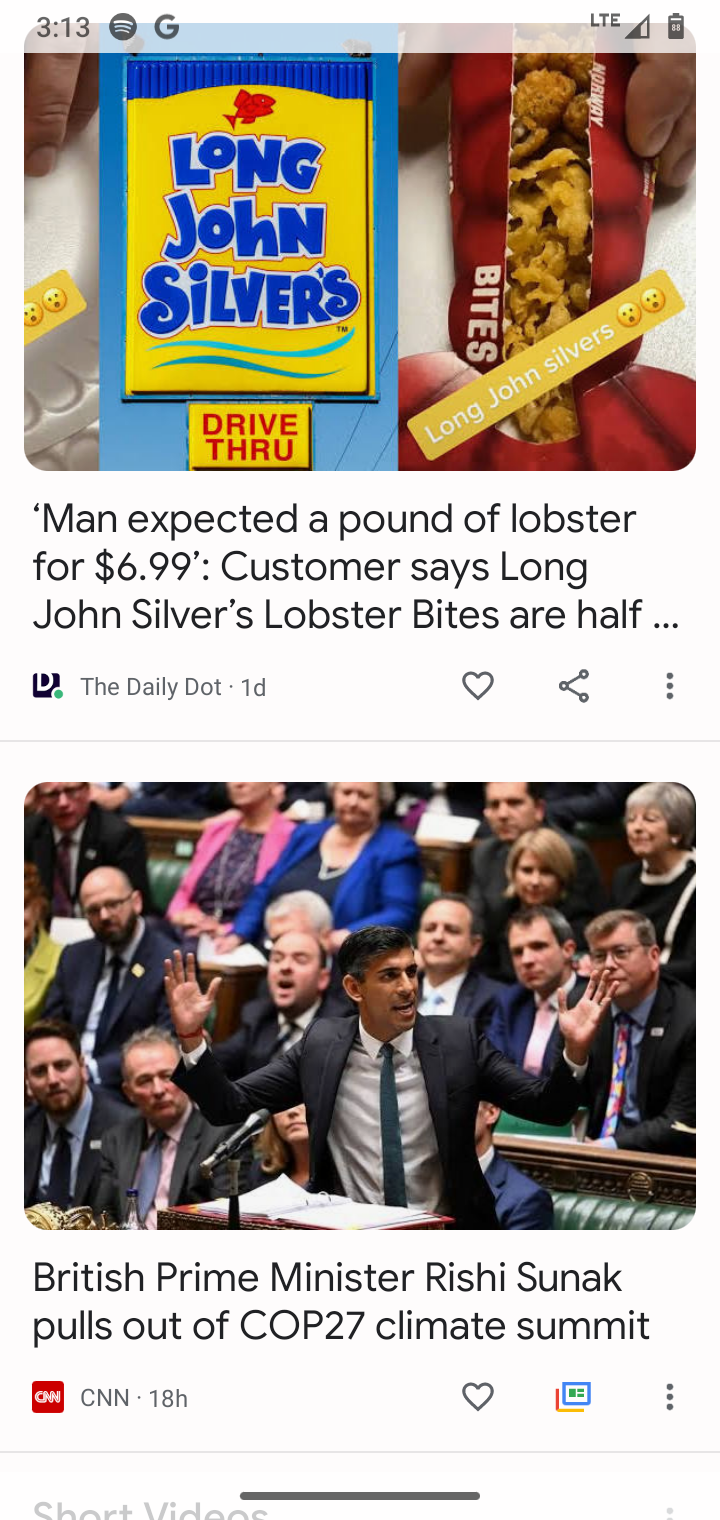 3:13
LTE
88
NORWAY
LONG
JOHN
SILVER'S
TM
DRIVE
THRU
BITES
Long John silvers 😮😮
‘Man expected a pound of lobster
for $6.99’: Customer says Long
John Silver’s Lobster Bites are half ...
The Daily Dot · 1d
British Prime Minister Rishi Sunak
pulls out of COP27 climate summit
CNN
CNN · 18h
Short Videos